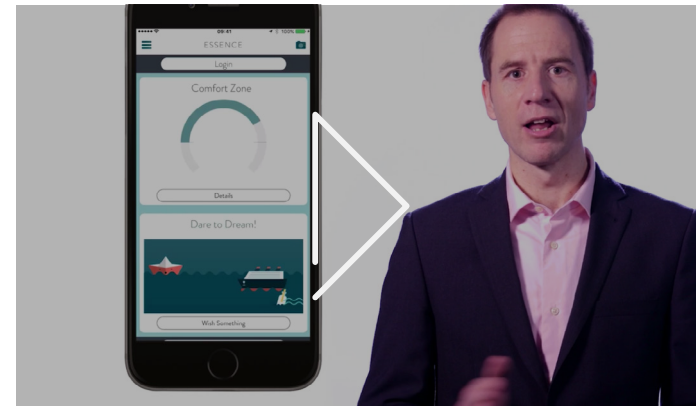 09:41
100%
ESSENCE
Login
Comfort Zone
Details
Dare to Dream!
Wish Something